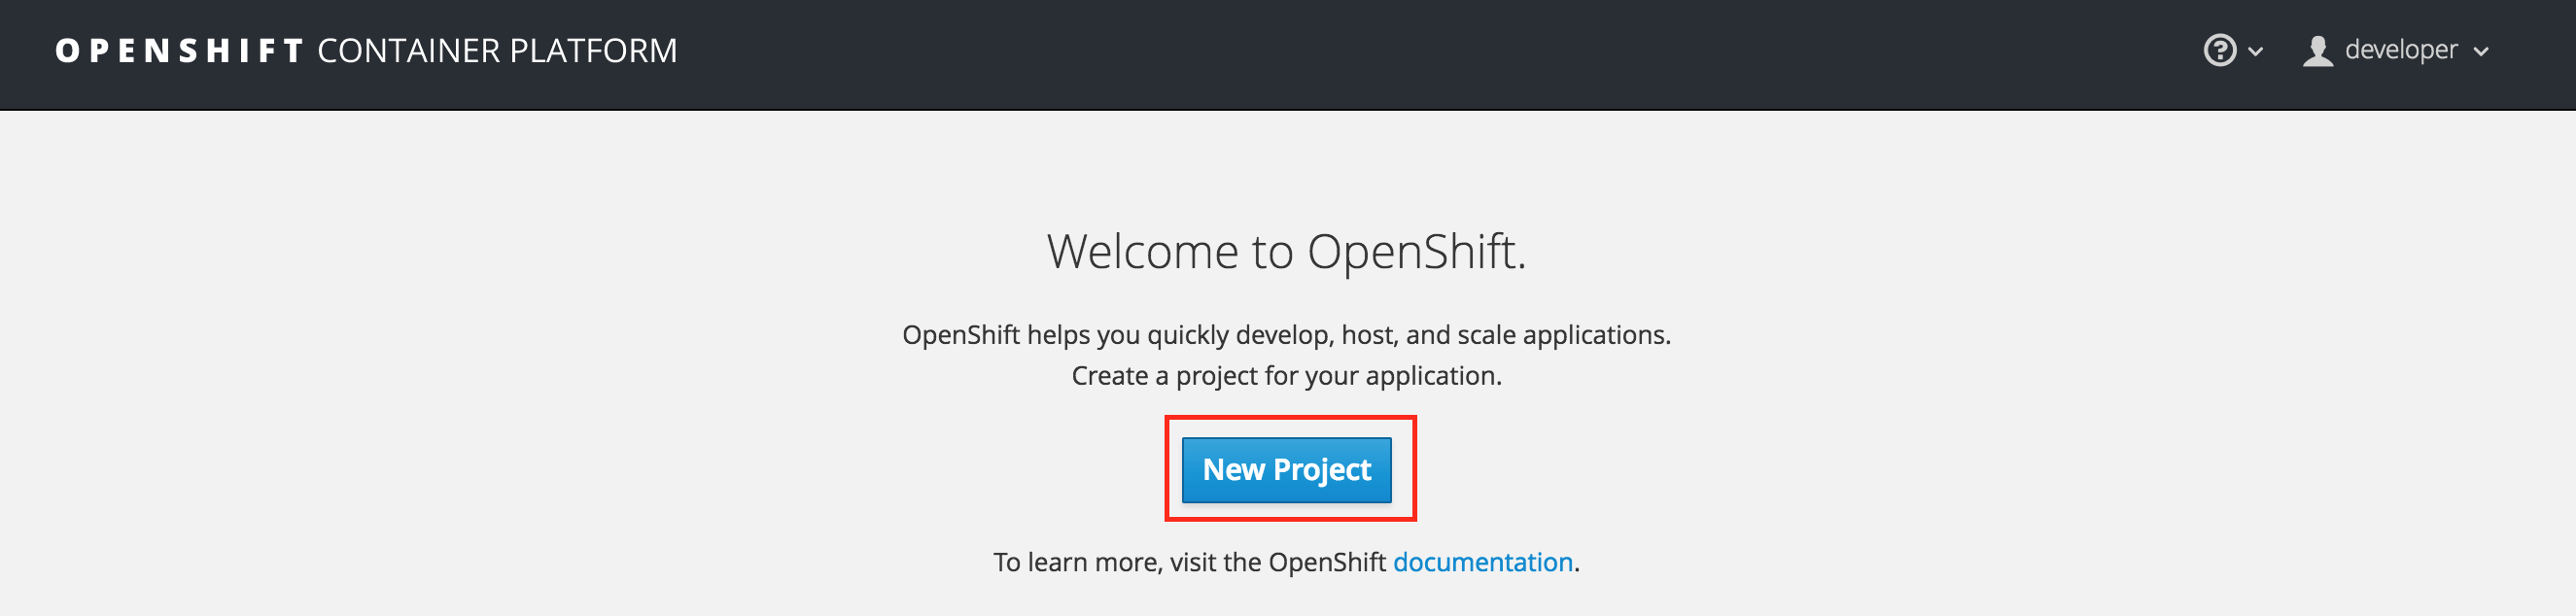 OPENSHIFT CONTAINER PLATFORM
developer
Welcome to OpenShift.
OpenShift helps you quickly develop, host, and scale applications.
Create a project for your application.
New Project
To learn more, visit the OpenShift documentation.